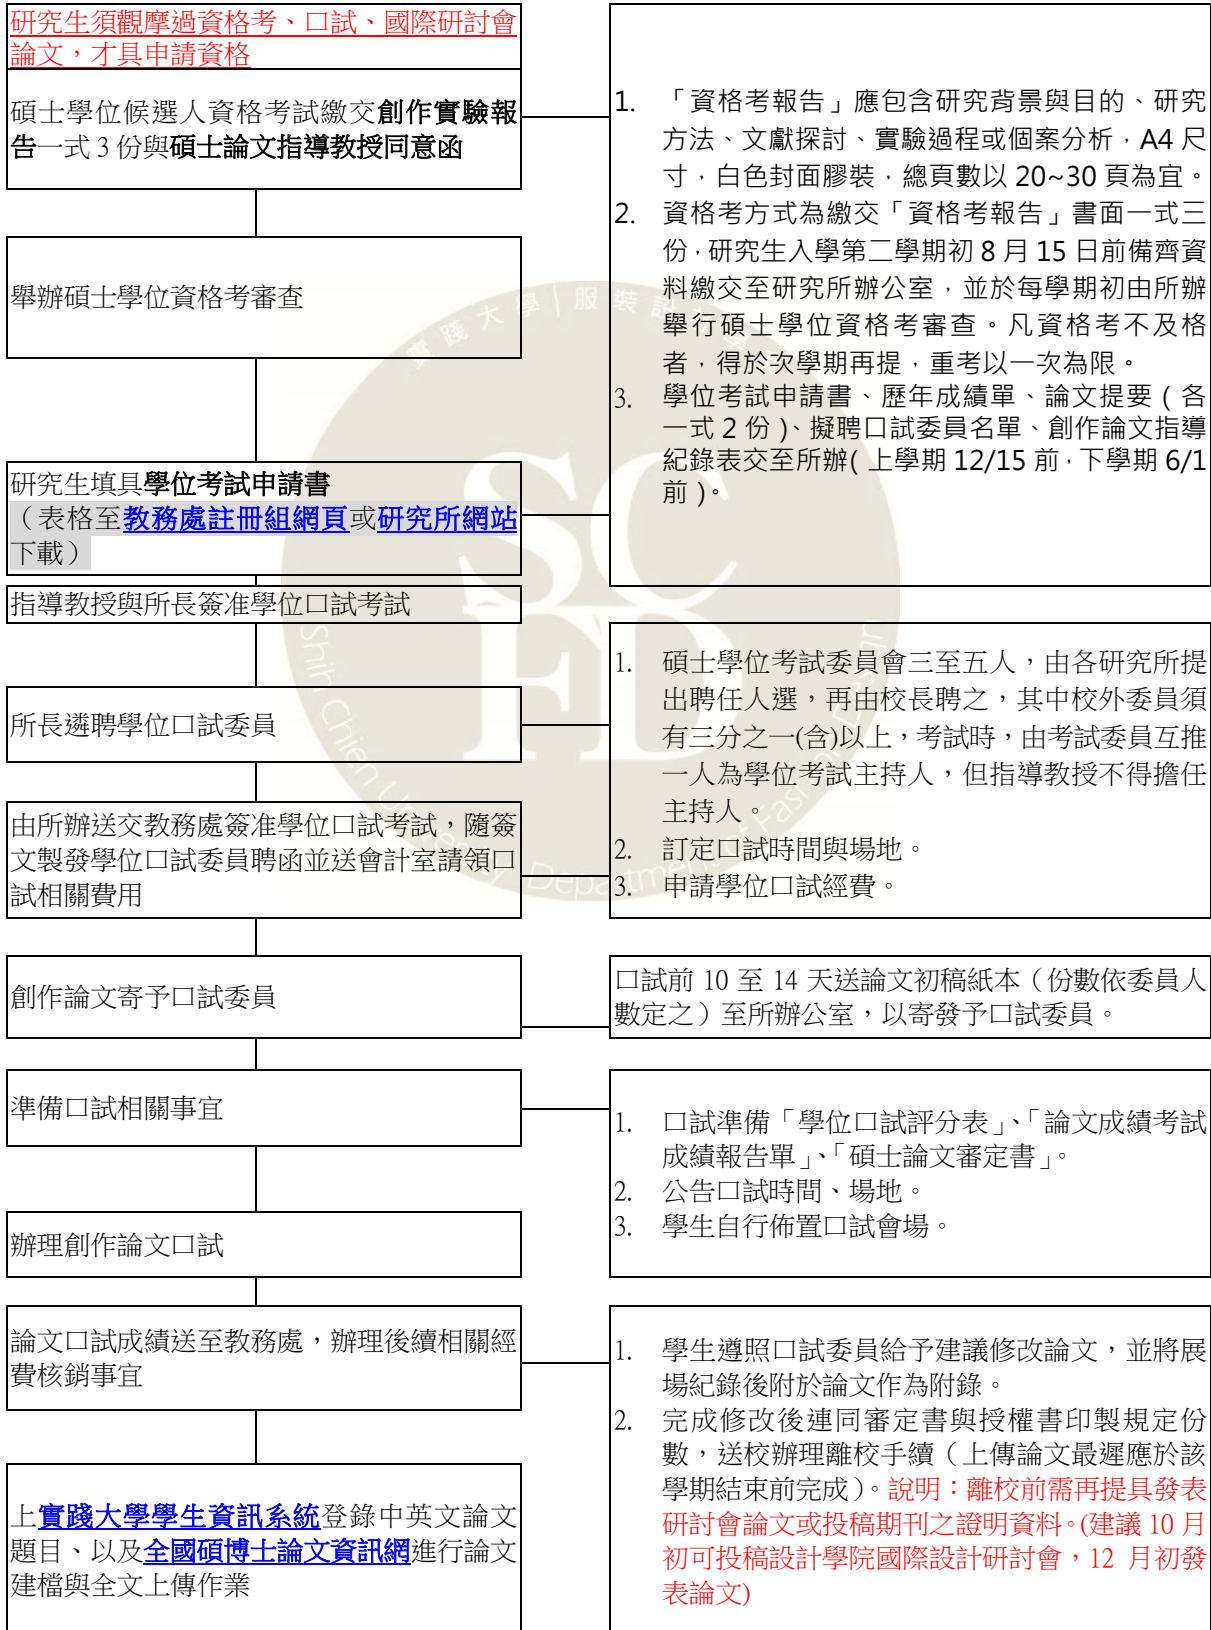 研究生須觀摩過資格考、口試、國際研討會
論文，才具申請資格
碩士學位候選人資格考試繳交創作實驗報
告一式 3 份與碩士論文指導教授同意函
舉辦碩士學位資格考審查
研究生填具學位考試申請書
（表格至教務處註冊組網頁或研究所網站
下載）
指導教授與所長簽准學位口試考試
所長遴聘學位口試委員
由所辦送交教務處簽准學位口試考試，隨簽
文製發學位口試委員聘函並送會計室請領口
試相關費用
創作論文寄予口試委員
準備口試相關事宜
辦理創作論文口試
論文口試成績送至教務處，辦理後續相關經
費核銷事宜
上實踐大學學生資訊系統登錄中英文論文
題目、以及全國碩博士論文資訊網進行論文
建檔與全文上傳作業
1. 「資格考報告」應包含研究背景與目的、研究
方法、文獻探討、實驗過程或個案分析，A4 尺
寸，白色封面膠裝，總頁數以 20~30 頁為宜。
2. 資格考方式為繳交「資格考報告」書面一式三
份，研究生入學第二學期初 8 月 15 日前備齊資
料繳交至研究所辦公室，並於每學期初由所辦
舉行碩士學位資格考審查。凡資格考不及格
者，得於次學期再提，重考以一次為限。
3. 學位考試申請書、歷年成績單、論文提要（各
一式 2 份）、擬聘口試委員名單、創作論文指導
紀錄表交至所辦(上學期 12/15 前，下學期 6/1
前)。
1. 碩士學位考試委員會三至五人，由各研究所提
出聘任人選，再由校長聘之，其中校外委員須
有三分之一(含)以上，考試時，由考試委員互推
一人為學位考試主持人，但指導教授不得擔任
主持人。
2. 訂定口試時間與場地。
3. 申請學位口試經費。
口試前 10 至 14 天送論文初稿紙本（份數依委員人
數定之）至所辦公室，以寄發予口試委員。
1. 口試準備「學位口試評分表」、「論文成績考試
成績報告單」、「碩士論文審定書」。
2. 公告口試時間、場地。
3. 學生自行佈置口試會場。
1. 學生遵照口試委員給予建議修改論文，並將展
場紀錄後附於論文作為附錄。
2. 完成修改後連同審定書與授權書印製規定份
數，送校辦理離校手續（上傳論文最遲應於該
學期結束前完成）。說明：離校前需再提具發表
研討會論文或投稿期刊之證明資料。(建議 10 月
初可投稿設計學院國際設計研討會，12 月初發
表論文)
實踐大學｜服裝設計學
SC
FD
Shih Chien University Department of Fashion Design